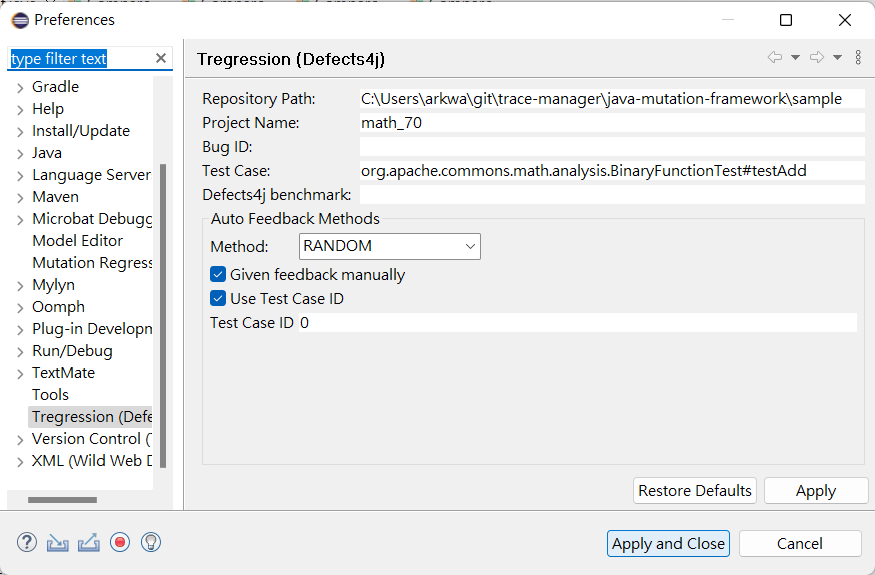 Preferences
type filter text
Gradle
Help
Install/Update
Java
Language Server
Maven
Microbat Debugg
Model Editor
Mutation Regress
Mylyn
Oomph
Plug-in Developm
Run/Debug
TextMate
Tools
Tregression (Defe
Version Control (
XML (Wild Web D
Tregression (Defects4j)
Repository Path: C:\Users\arkwa\git\trace-manager\java-mutation-framework\sample
Project Name: math_70
Bug ID:
Test Case: org.apache.commons.math.analysis.BinaryFunctionTest#testAdd
Defects4j benchmark:
Auto Feedback Methods
Method: RANDOM
Given feedback manually
Use Test Case ID
Test Case ID 0
Restore Defaults Apply
Apply and Close Cancel